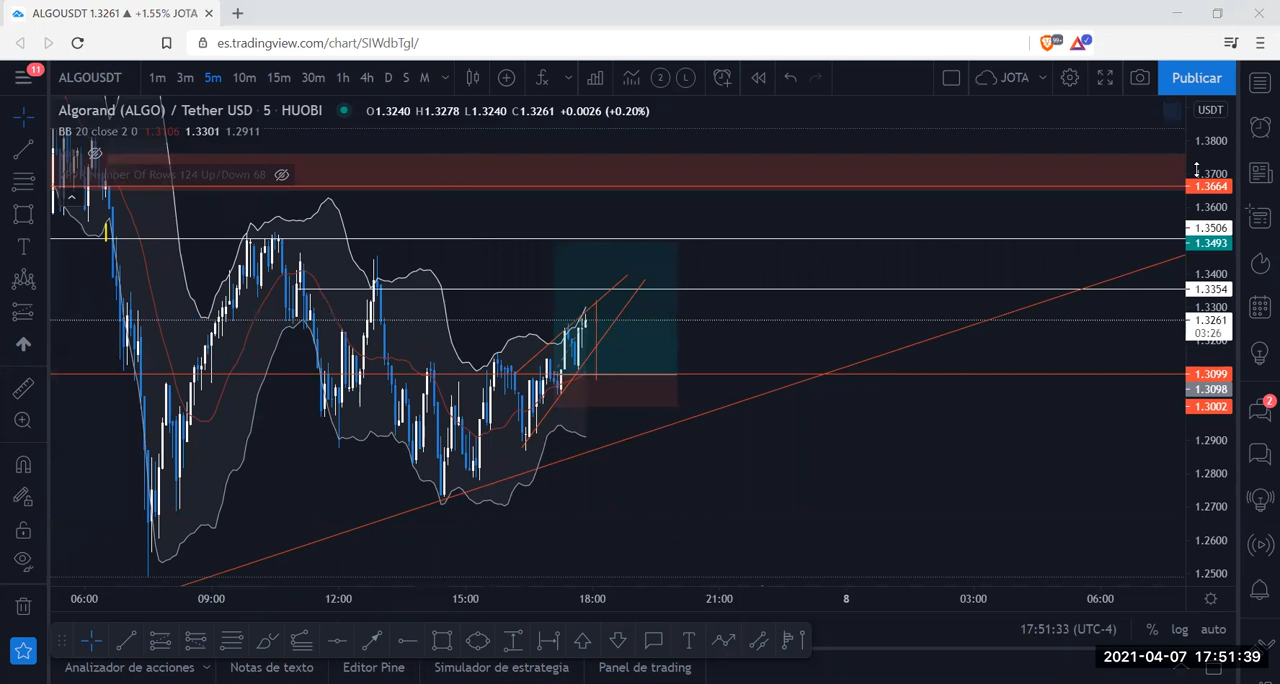 ALGOUSDT 1.3261 ▲ +1.55% JOTA
es.tradingview.com/chart/SIWdbTgl/
99+
11
ALGOUSDT 1m 3m 5m 10m 15m 30m 1h 4h D S M 2 L JOTA Publicar
Algorand (ALGO) / Tether USD · 5 · HUOBI O1.3240 H1.3278 L1.3240 C1.3261 +0.0026 (+0.20%)
USDT
BB 20 close 2 0 1.3106 1.3301 1.2911
Number Of Rows 124 Up/Down 68
1.3800
1.3700
1.3664
1.3600
1.3506
1.3493
1.3400
1.3354
1.3300
1.3261
03:26
1.3200
1.3099
1.3098
1.3002
1.2900
1.2800
1.2700
1.2600
1.2500
2
06:00 09:00 12:00 15:00 18:00 21:00 8 03:00 06:00
17:51:33 (UTC-4) % log auto
Analizador de acciones Notas de texto Editor Pine Simulador de estrategia Panel de trading
2021-04-07 17:51:39